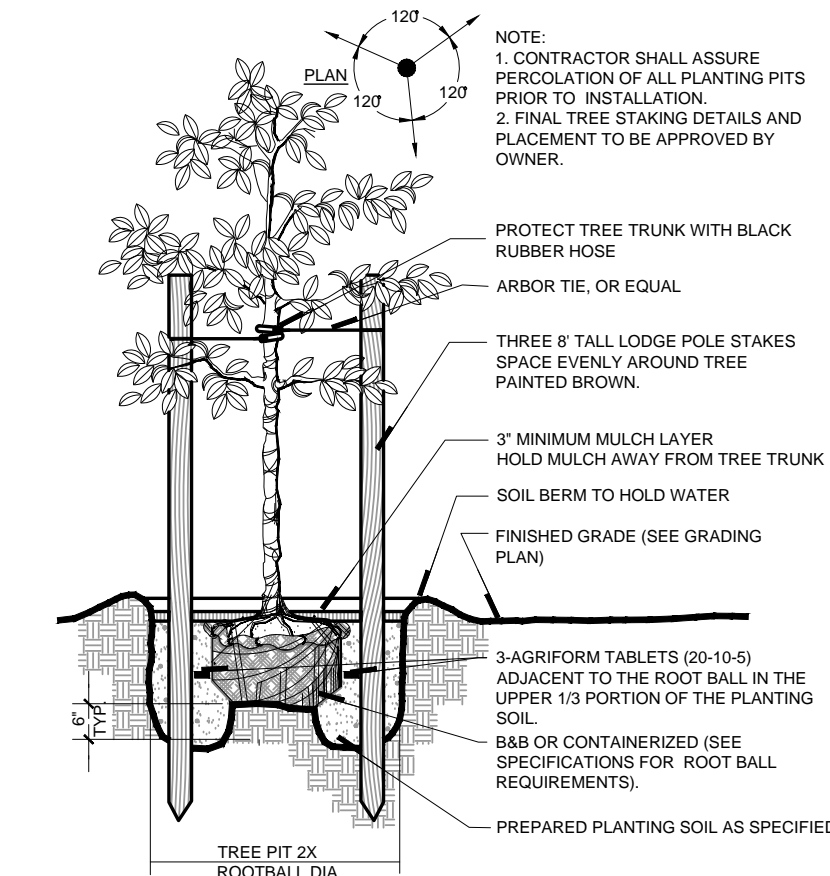 120°
PLAN
120°
120°
NOTE:
1. CONTRACTOR SHALL ASSURE
PERCOLATION OF ALL PLANTING PITS
PRIOR TO INSTALLATION.
2. FINAL TREE STAKING DETAILS AND
PLACEMENT TO BE APPROVED BY
OWNER.
PROTECT TREE TRUNK WITH BLACK
RUBBER HOSE
ARBOR TIE, OR EQUAL
THREE 8' TALL LODGE POLE STAKES
SPACE EVENLY AROUND TREE
PAINTED BROWN.
3" MINIMUM MULCH LAYER
HOLD MULCH AWAY FROM TREE TRUNK
SOIL BERM TO HOLD WATER
FINISHED GRADE (SEE GRADING
PLAN)
3-AGRIFORM TABLETS (20-10-5)
ADJACENT TO THE ROOT BALL IN THE
UPPER 1/3 PORTION OF THE PLANTING
SOIL.
B&B OR CONTAINERIZED (SEE
SPECIFICATIONS FOR ROOT BALL
REQUIREMENTS).
PREPARED PLANTING SOIL AS SPECIFIED
6"
TYP.
TREE PIT 2X
ROOTBALL DIA.